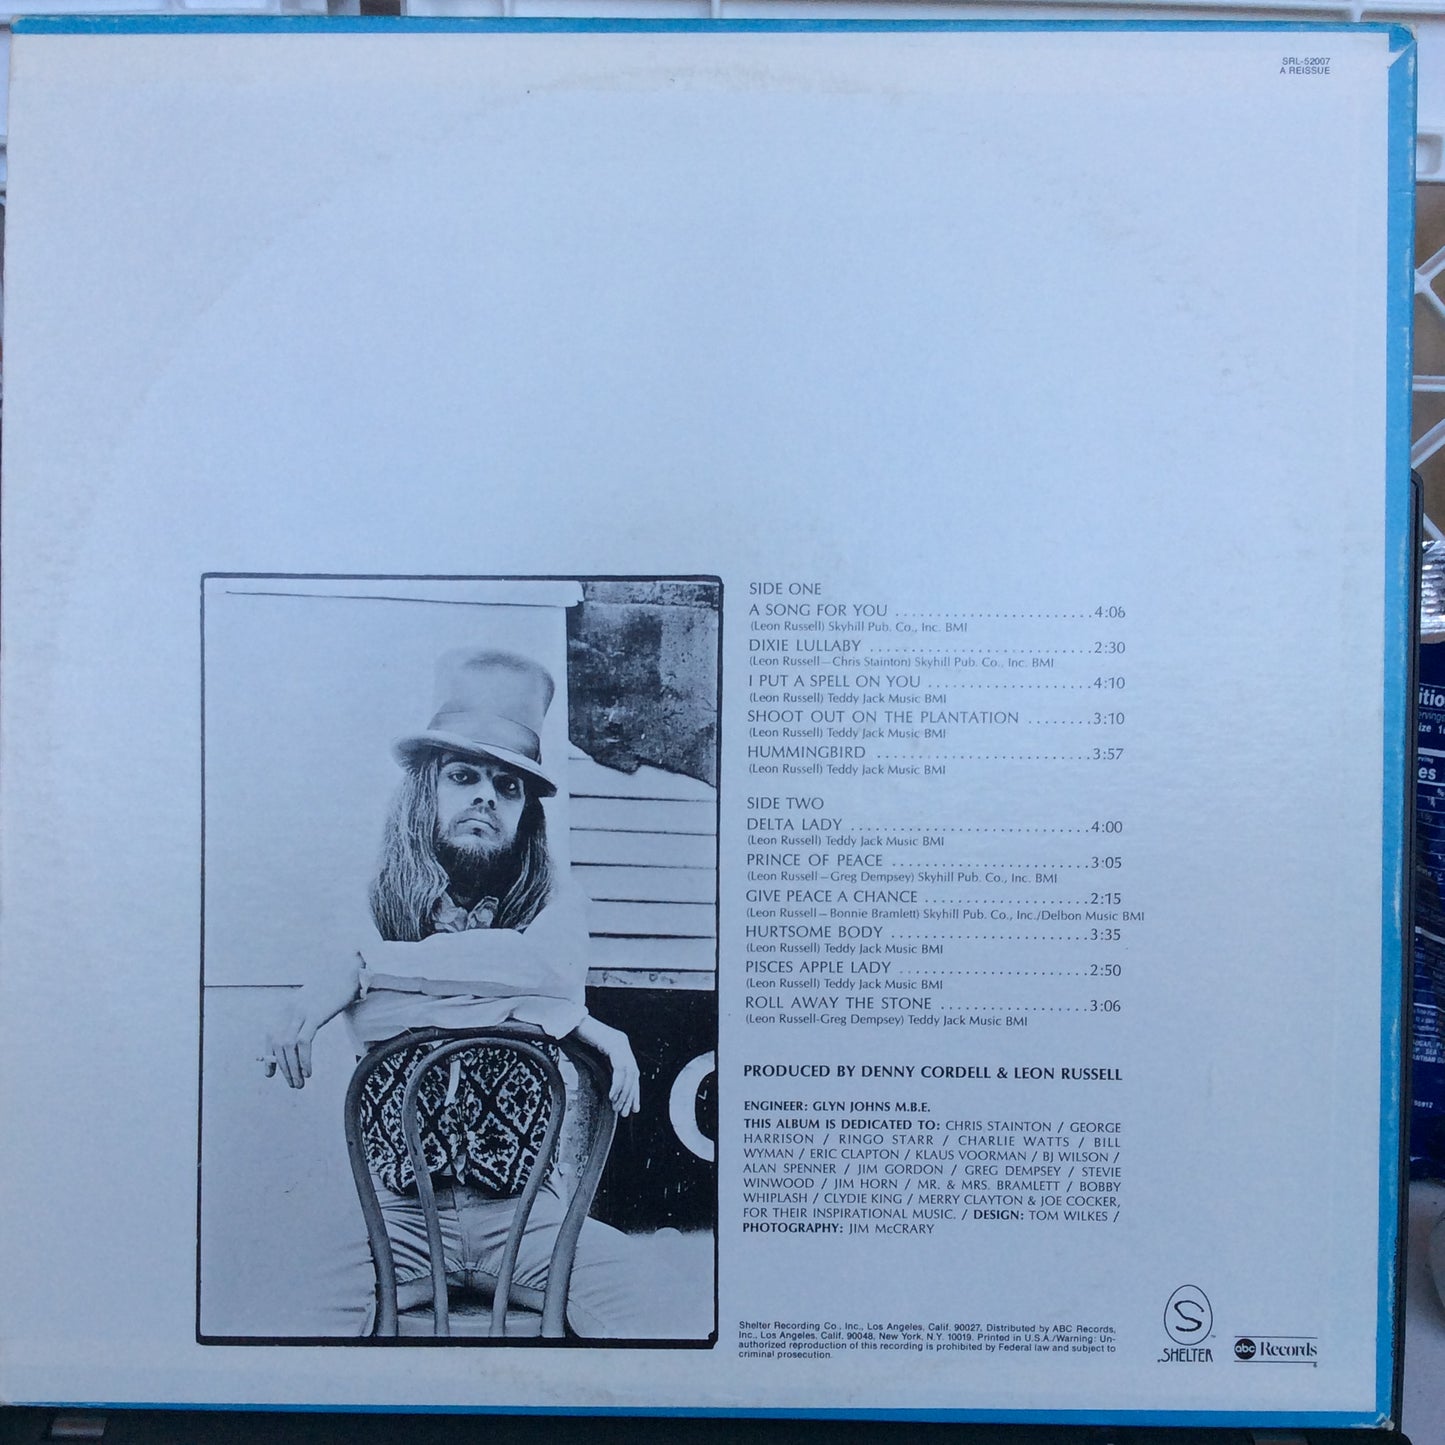 SRL-52007
A REISSUE
SIDE ONE
A SONG FOR YOU ........................4:06
(Leon Russell) Skyhill Pub. Co., Inc. BMI
DIXIE LULLABY ...........................2:30
(Leon Russell—Chris Stainton) Skyhill Pub. Co., Inc. BMI
I PUT A SPELL ON YOU ....................4:10
(Leon Russell) Teddy Jack Music BMI
SHOOT OUT ON THE PLANTATION ........3:10
(Leon Russell) Teddy Jack Music BMI
HUMMINGBIRD ..........................3:57
(Leon Russell) Teddy Jack Music BMI
SIDE TWO
DELTA LADY .............................4:00
(Leon Russell) Teddy Jack Music BMI
PRINCE OF PEACE ........................3:05
(Leon Russell—Greg Dempsey) Skyhill Pub. Co., Inc. BMI
GIVE PEACE A CHANCE ....................2:15
(Leon Russell—Bonnie Bramlett) Skyhill Pub. Co., Inc./Delbon Music BMI
HURTSOME BODY ........................3:35
(Leon Russell) Teddy Jack Music BMI
PISCES APPLE LADY .......................2:50
(Leon Russell) Teddy Jack Music BMI
ROLL AWAY THE STONE ..................3:06
(Leon Russell-Greg Dempsey) Teddy Jack Music BMI
PRODUCED BY DENNY CORDELL & LEON RUSSELL
ENGINEER: GLYN JOHNS M.B.E.
THIS ALBUM IS DEDICATED TO: CHRIS STAINTON / GEORGE
HARRISON / RINGO STARR / CHARLIE WATTS / BILL
WYMAN / ERIC CLAPTON / KLAUS VOORMAN / BJ WILSON /
ALAN SPENNER / JIM GORDON / GREG DEMPSEY / STEVIE
WINWOOD / JIM HORN / MR. & MRS. BRAMLETT / BOBBY
WHIPLASH / CLYDIE KING / MERRY CLAYTON & JOE COCKER,
FOR THEIR INSPIRATIONAL MUSIC. / DESIGN: TOM WILKES /
PHOTOGRAPHY: JIM McCRARY
Shelter Recording Co., Inc., Los Angeles, Calif. 90027, Distributed by ABC Records,
Inc., Los Angeles, Calif. 90048, New York, N.Y. 10019. Printed in U.S.A./Warning: Un-
authorized reproduction of this recording is prohibited by Federal law and subject to
criminal prosecution.
S
SHELTER
abc Records